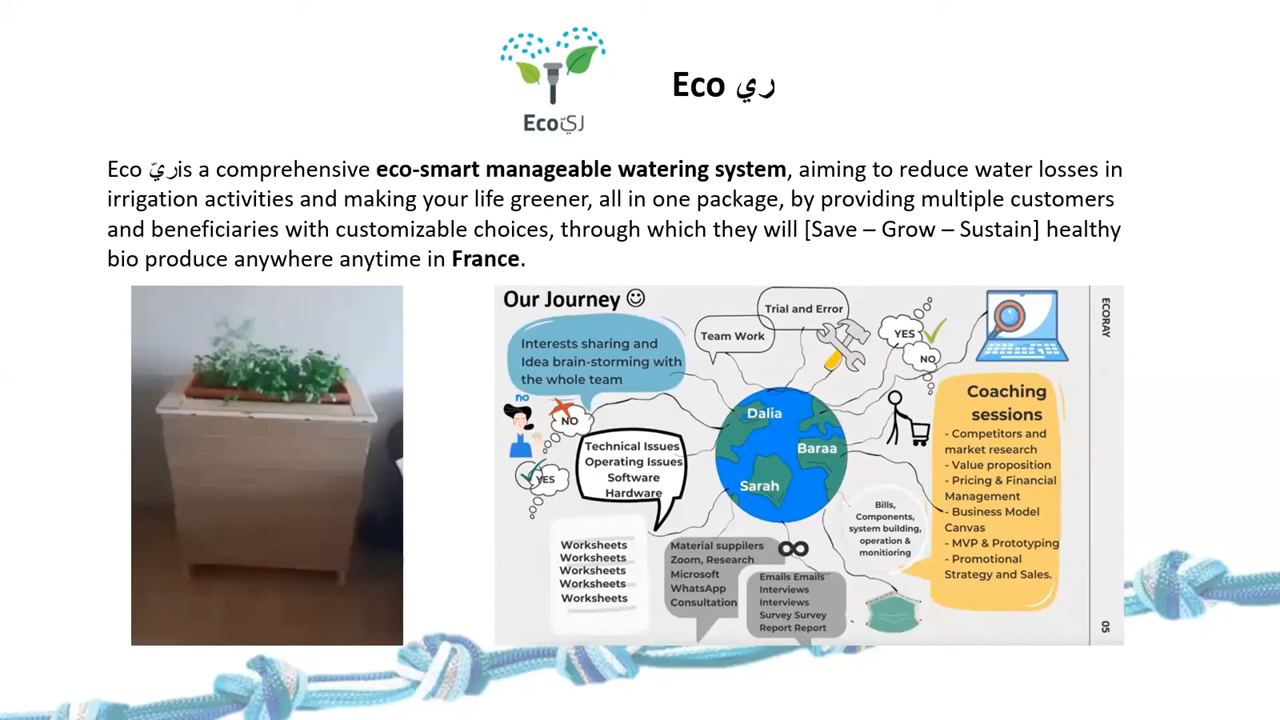 Ecoريّ
Eco ري
Eco ريّis a comprehensive eco-smart manageable watering system, aiming to reduce water losses in
irrigation activities and making your life greener, all in one package, by providing multiple customers
and beneficiaries with customizable choices, through which they will [Save – Grow – Sustain] healthy
bio produce anywhere anytime in France.
Our Journey ☺
Interests sharing and
Idea brain-storming with
the whole team
Team Work
Trial and Error
YES
NO
no
NO
YES
Technical Issues
Operating Issues
Software
Hardware
Dalia
Baraa
Sarah
Worksheets
Worksheets
Worksheets
Worksheets
Worksheets
Material suppilers
Zoom, Research
Microsoft
WhatsApp
Consultation
Emails Emails
Interviews
Interviews
Survey Survey
Report Report
Bills,
Components,
system building,
operation &
monitioring
Coaching
sessions
- Competitors and
market research
- Value proposition
- Pricing & Financial
Management
- Business Model
Canvas
- MVP & Prototyping
- Promotional
Strategy and Sales.
ECORAY
05